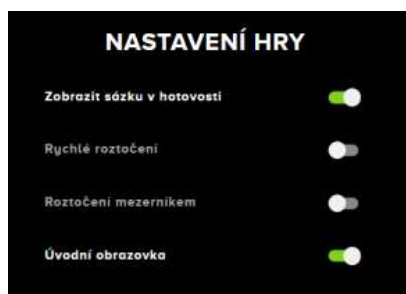 NASTAVENÍ HRY
Zobrazit sázku v hotovosti
Rychlé roztočení
Roztočení mezerníkem
Úvodní obrazovka